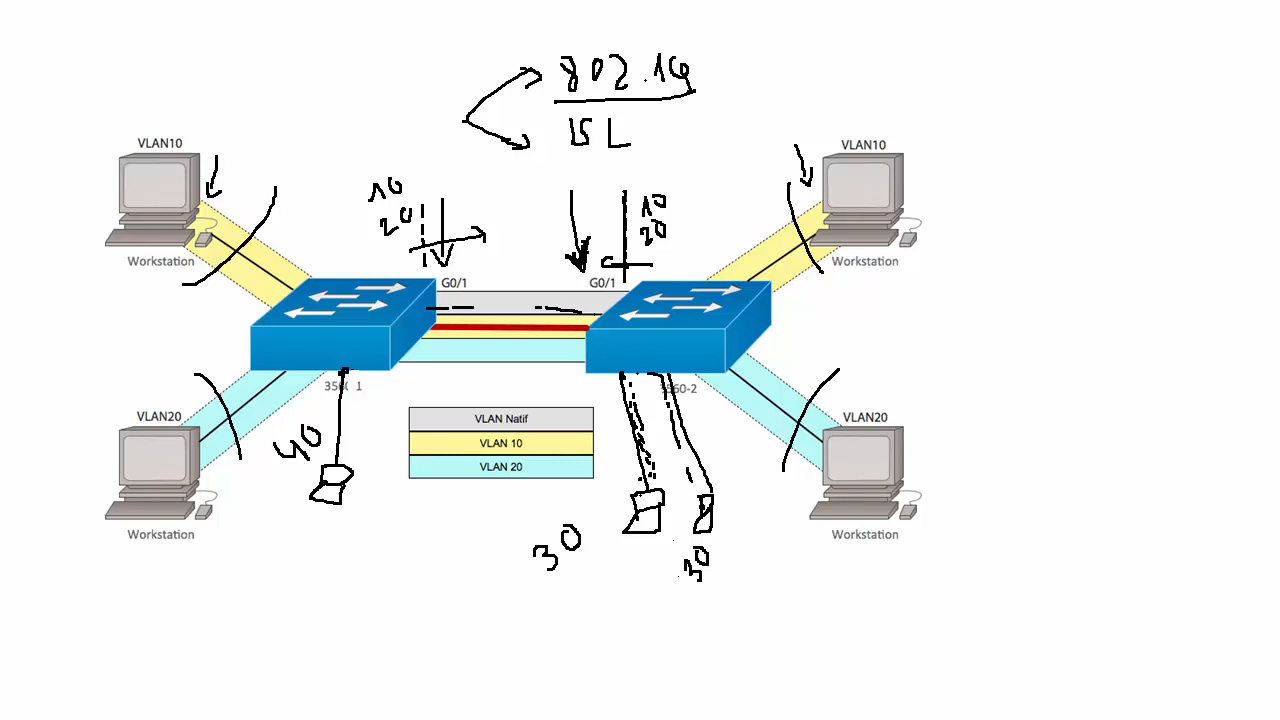 802.1Q
ISL
VLAN10
VLAN10
10
20
10
20
Workstation
G0/1
G0/1
Workstation
VLAN20
VLAN Natif
VLAN 10
VLAN 20
VLAN20
40
Workstation
30
30
Workstation